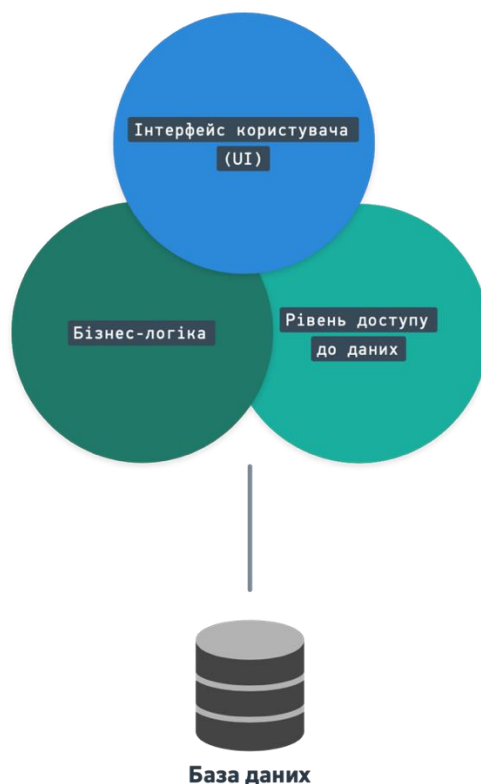 Інтерфейс користувача
(UI)
Бізнес-логіка
Рівень доступу
до даних
База даних